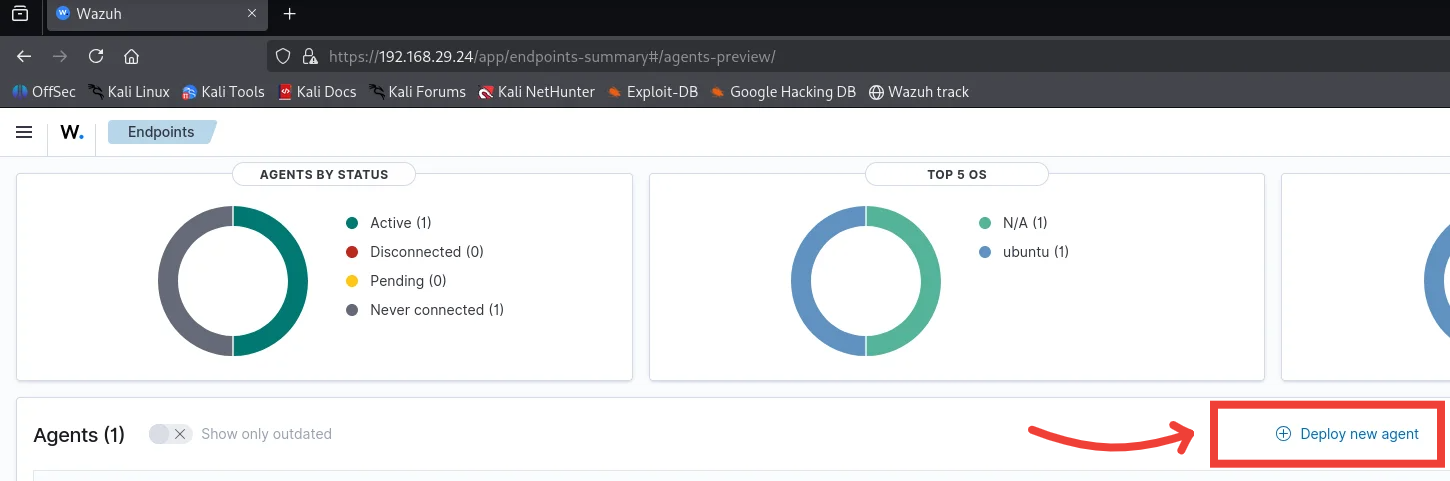 Wazuh
https://192.168.29.24/app/endpoints-summary#/agents-preview/
OffSec Kali Linux Kali Tools Kali Docs Kali Forums Kali NetHunter Exploit-DB Google Hacking DB Wazuh track
W. Endpoints
AGENTS BY STATUS
Active (1)
Disconnected (0)
Pending (0)
Never connected (1)
TOP 5 OS
N/A (1)
ubuntu (1)
Agents (1) Show only outdated Deploy new agent